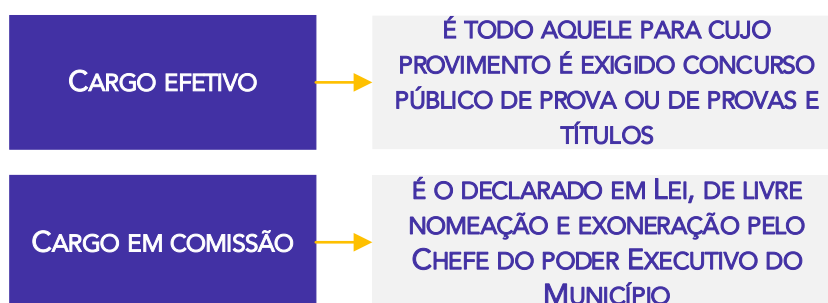 CARGO EFETIVO
É TODO AQUELE PARA CUJO
PROVIMENTO É EXIGIDO CONCURSO
PÚBLICO DE PROVA OU DE PROVAS E
TÍTULOS
CARGO EM COMISSÃO
É O DECLARADO EM LEI, DE LIVRE
NOMEAÇÃO E EXONERAÇÃO PELO
CHEFE DO PODER EXECUTIVO DO
MUNICÍPIO